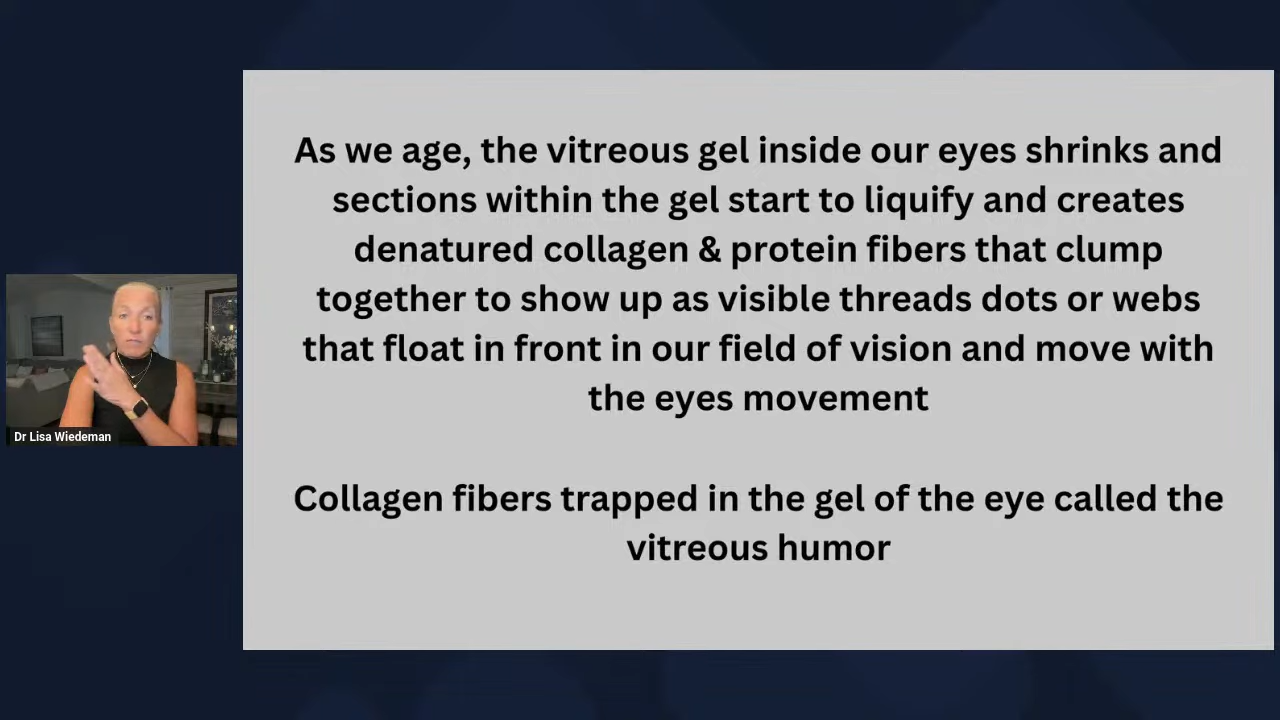 As we age, the vitreous gel inside our eyes shrinks and
sections within the gel start to liquify and creates
denatured collagen & protein fibers that clump
together to show up as visible threads dots or webs
that float in front in our field of vision and move with
the eyes movement
Collagen fibers trapped in the gel of the eye called the
vitreous humor
Dr Lisa Wiedeman